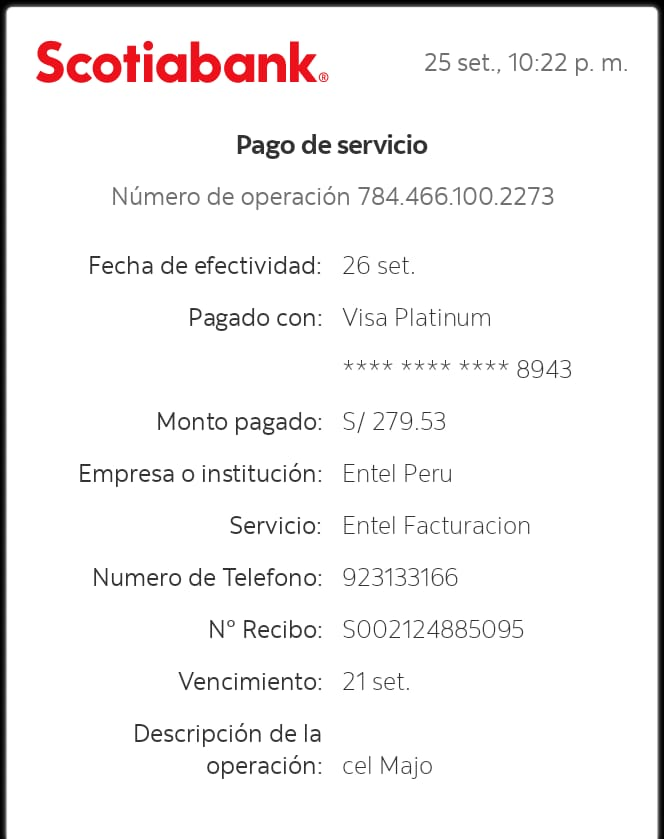 Scotiabank®
25 set., 10:22 p. m.
Pago de servicio
Número de operación 784.466.100.2273
Fecha de efectividad: 26 set.
Pagado con: Visa Platinum
**** **** **** 8943
Monto pagado: S/ 279.53
Empresa o institución: Entel Peru
Servicio: Entel Facturacion
Numero de Telefono: 923133166
N° Recibo: S002124885095
Vencimiento: 21 set.
Descripción de la
operación: cel Majo